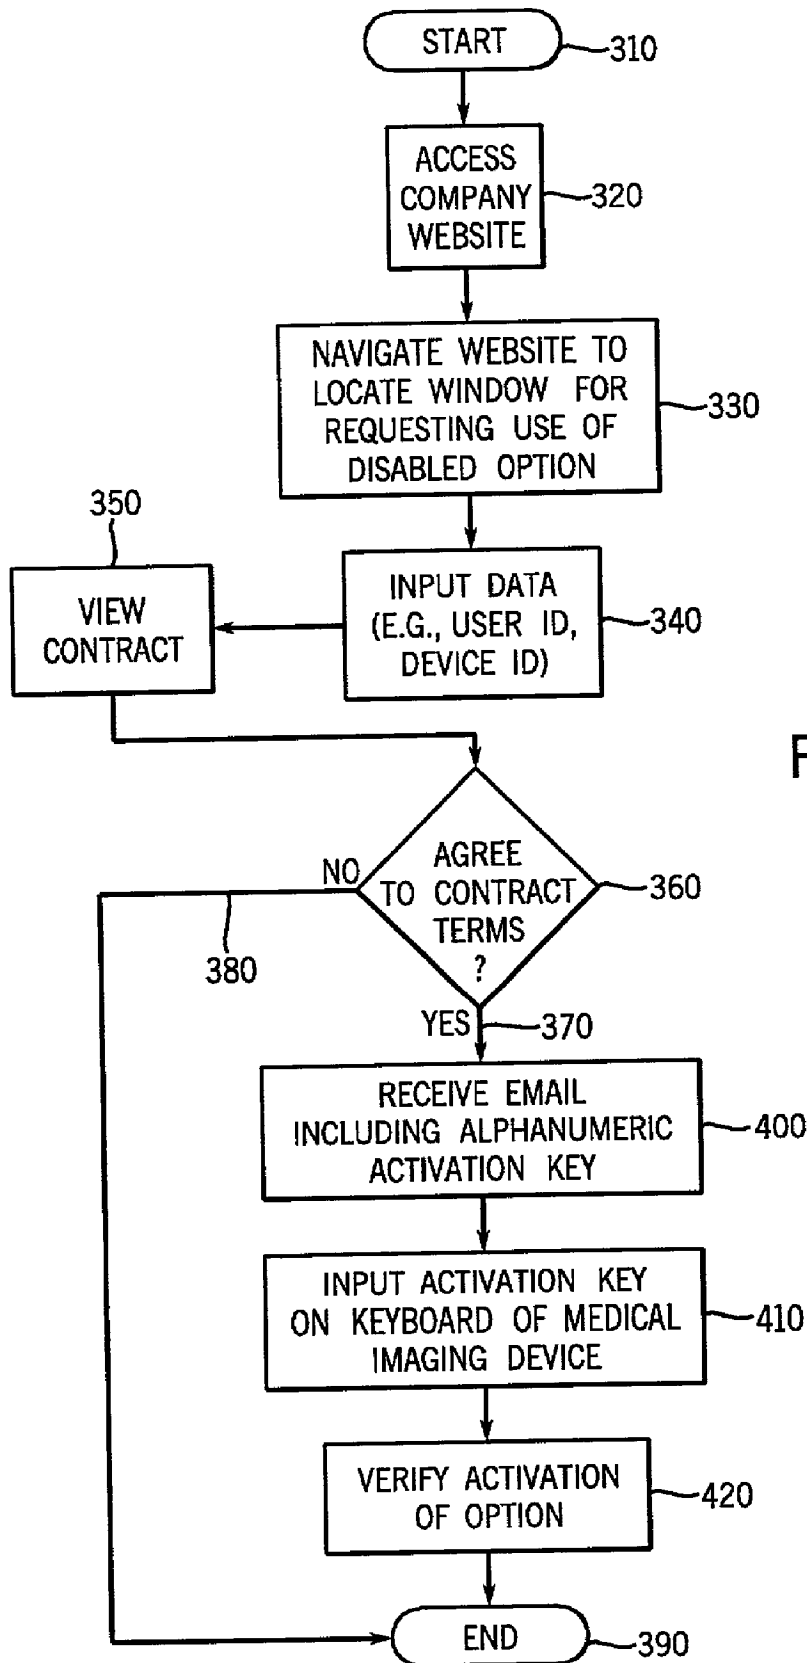 START
310
ACCESS
COMPANY
WEBSITE
320
NAVIGATE WEBSITE TO
LOCATE WINDOW FOR
REQUESTING USE OF
DISABLED OPTION
330
350
VIEW
CONTRACT
INPUT DATA
(E.G., USER ID,
DEVICE ID)
340
F
AGREE
TO CONTRACT
TERMS
?
360
NO
380
YES
370
RECEIVE EMAIL
INCLUDING ALPHANUMERIC
ACTIVATION KEY
400
INPUT ACTIVATION KEY
ON KEYBOARD OF MEDICAL
IMAGING DEVICE
410
VERIFY ACTIVATION
OF OPTION
420
END
390